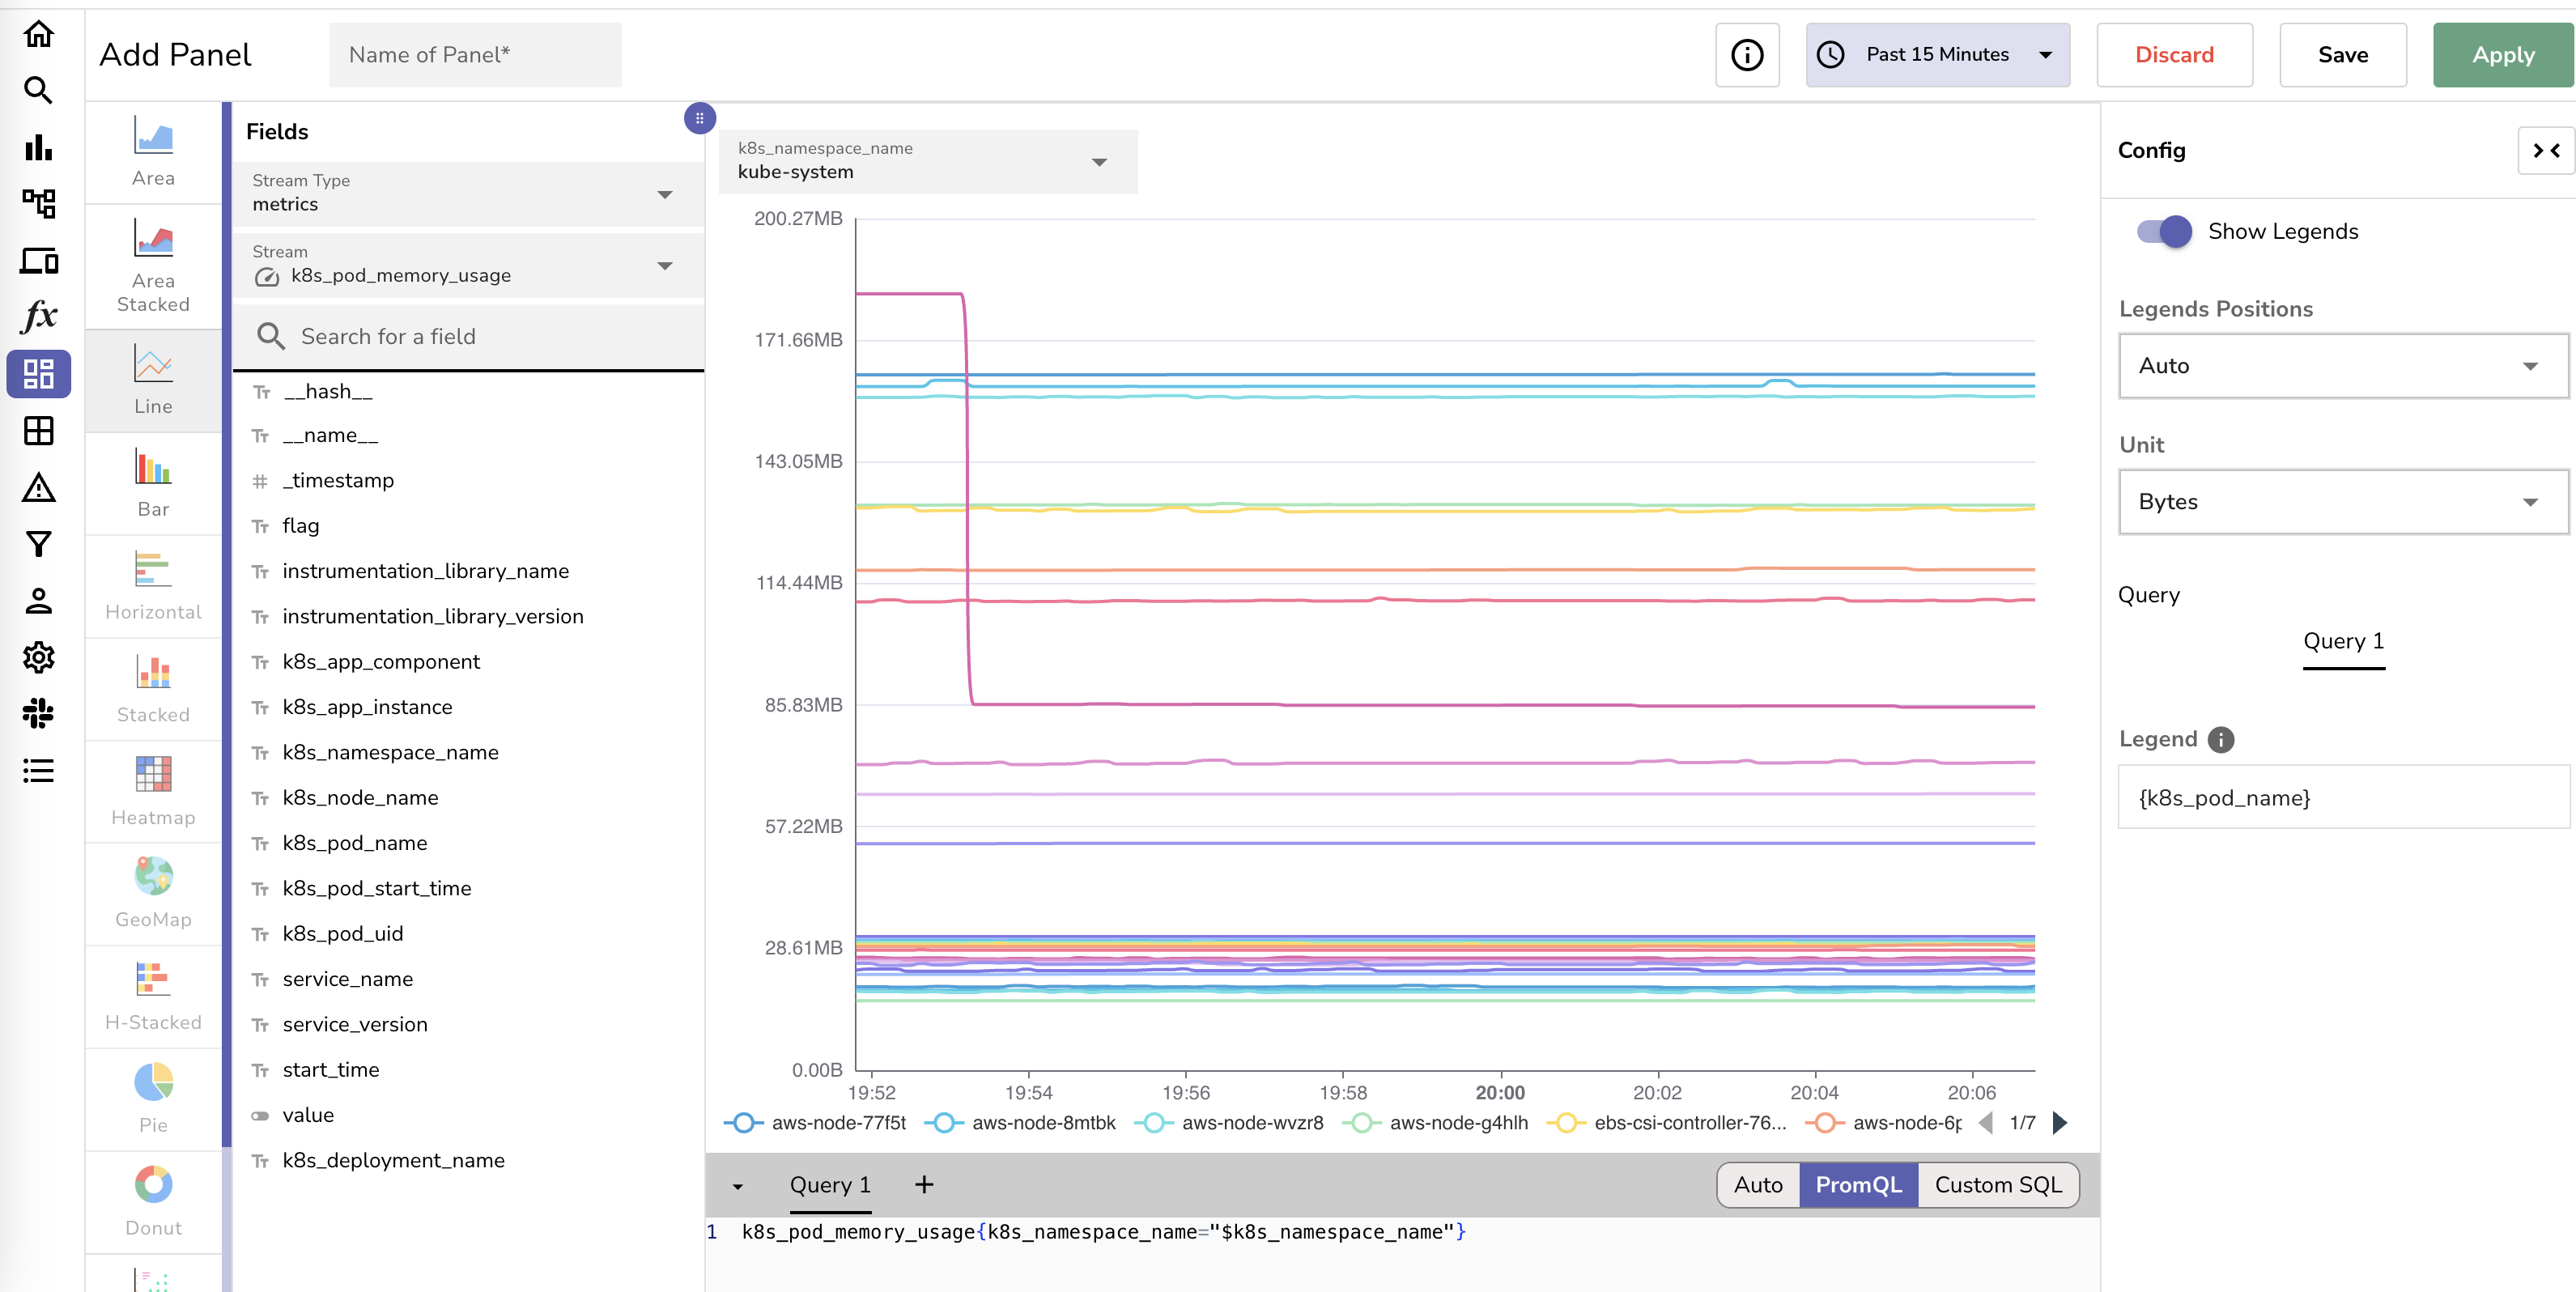 Add Panel
Name of Panel*
Past 15 Minutes
Discard
Save
Apply
Area
Area
Stacked
Line
Bar
Horizontal
Stacked
Heatmap
GeoMap
H-Stacked
Pie
Donut
Fields
Stream Type
metrics
Stream
k8s_pod_memory_usage
Search for a field
__hash__
__name__
_timestamp
flag
instrumentation_library_name
instrumentation_library_version
k8s_app_component
k8s_app_instance
k8s_namespace_name
k8s_node_name
k8s_pod_name
k8s_pod_start_time
k8s_pod_uid
service_name
service_version
start_time
value
k8s_deployment_name
k8s_namespace_name
kube-system
200.27MB
171.66MB
143.05MB
114.44MB
85.83MB
57.22MB
28.61MB
0.00B
19:52 19:54 19:56 19:58 20:00 20:02 20:04 20:06
aws-node-77f5t aws-node-8mtbk aws-node-wvzr8 aws-node-g4hlh ebs-csi-controller-76... aws-node-6p 1/7
Query 1 +
Auto PromQL Custom SQL
1 k8s_pod_memory_usage{k8s_namespace_name="$k8s_namespace_name"}
Config
Show Legends
Legends Positions
Auto
Unit
Bytes
Query
Query 1
Legend
{k8s_pod_name}